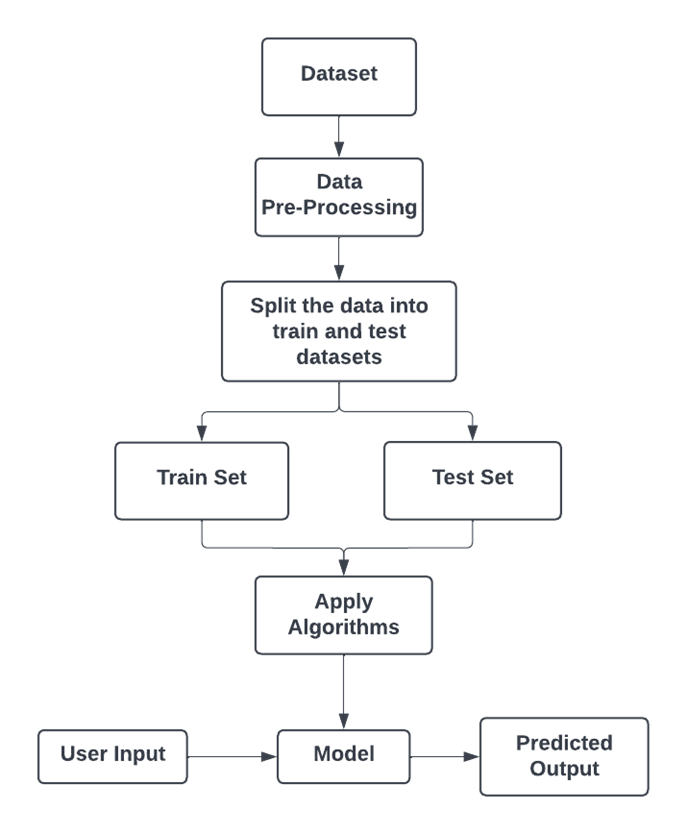 Dataset
Data
Pre-Processing
Split the data into
train and test
datasets
Train Set
Test Set
Apply
Algorithms
User Input
Model
Predicted
Output